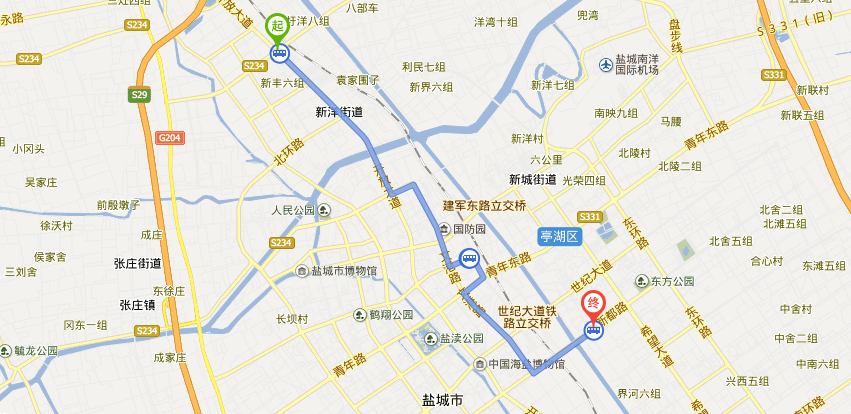 三灶四组
八部车
兜湾
永路
放大道
起
圩洋八组
洋湾十组
盘步线
S331(旧)
S234
S234
袁家围子
利民七组
盐城南洋
国际机场
S331
新丰六组
新界六组
新洋七组
新联村
S29
新洋街道
南映九组
马腰
联五组
G204
北环路
新洋村
青年东路
小冈头
六公里
北陵村
吴家庄
光荣四组
北陵二组
新城街道
前殷墩子
人民公园
建军东路立交桥
北舍二组
徐沃村
国防园
S331
东环路
北滩五组
成庄
S234
亭湖区
北舍五组
侯家舍
张庄街道
盐城市博物馆
青年东路
世纪大道
合心村
东滩五组
三刘舍
东徐庄
东方公园
张庄镇
长坝村
鹤翔公园
世纪大道铁
路立交桥
终
新都路
中舍村
冈东一组
S234
盐渎公园
希望大道
东环路
中舍二组
毓龙公园
成家庄
青年路
中国海盐博物馆
中南六组
兴西五组
盐城市
界河六组